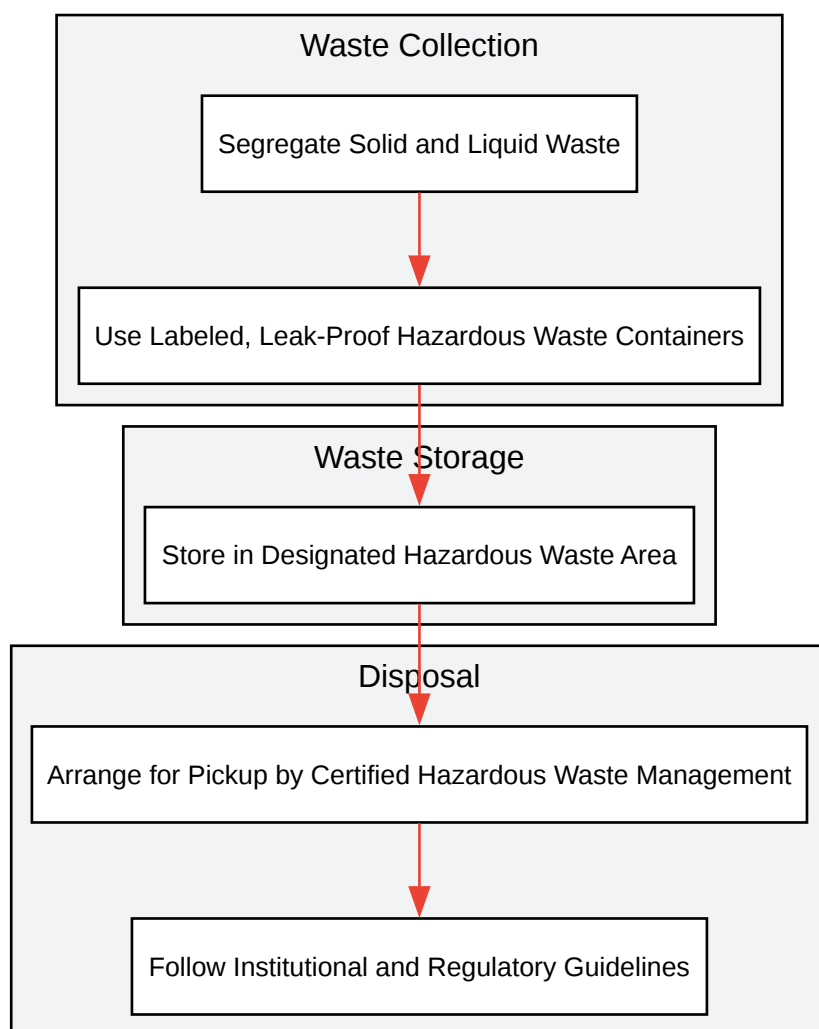 Waste Collection
Segregate Solid and Liquid Waste
Use Labeled, Leak-Proof Hazardous Waste Containers
Waste Storage
Store in Designated Hazardous Waste Area
Disposal
Arrange for Pickup by Certified Hazardous Waste Management
Follow Institutional and Regulatory Guidelines